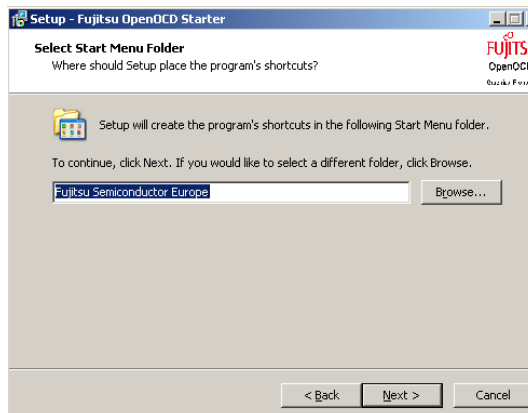 Setup - Fujitsu OpenOCD Starter
Select Start Menu Folder
Where should Setup place the program's shortcuts?
FUJITS
OpenOCD
Setup will create the program's shortcuts in the following Start Menu folder.
To continue, click Next. If you would like to select a different folder, click Browse.
Fujitsu Semiconductor Europe
Browse...
< Back
Next >
Cancel